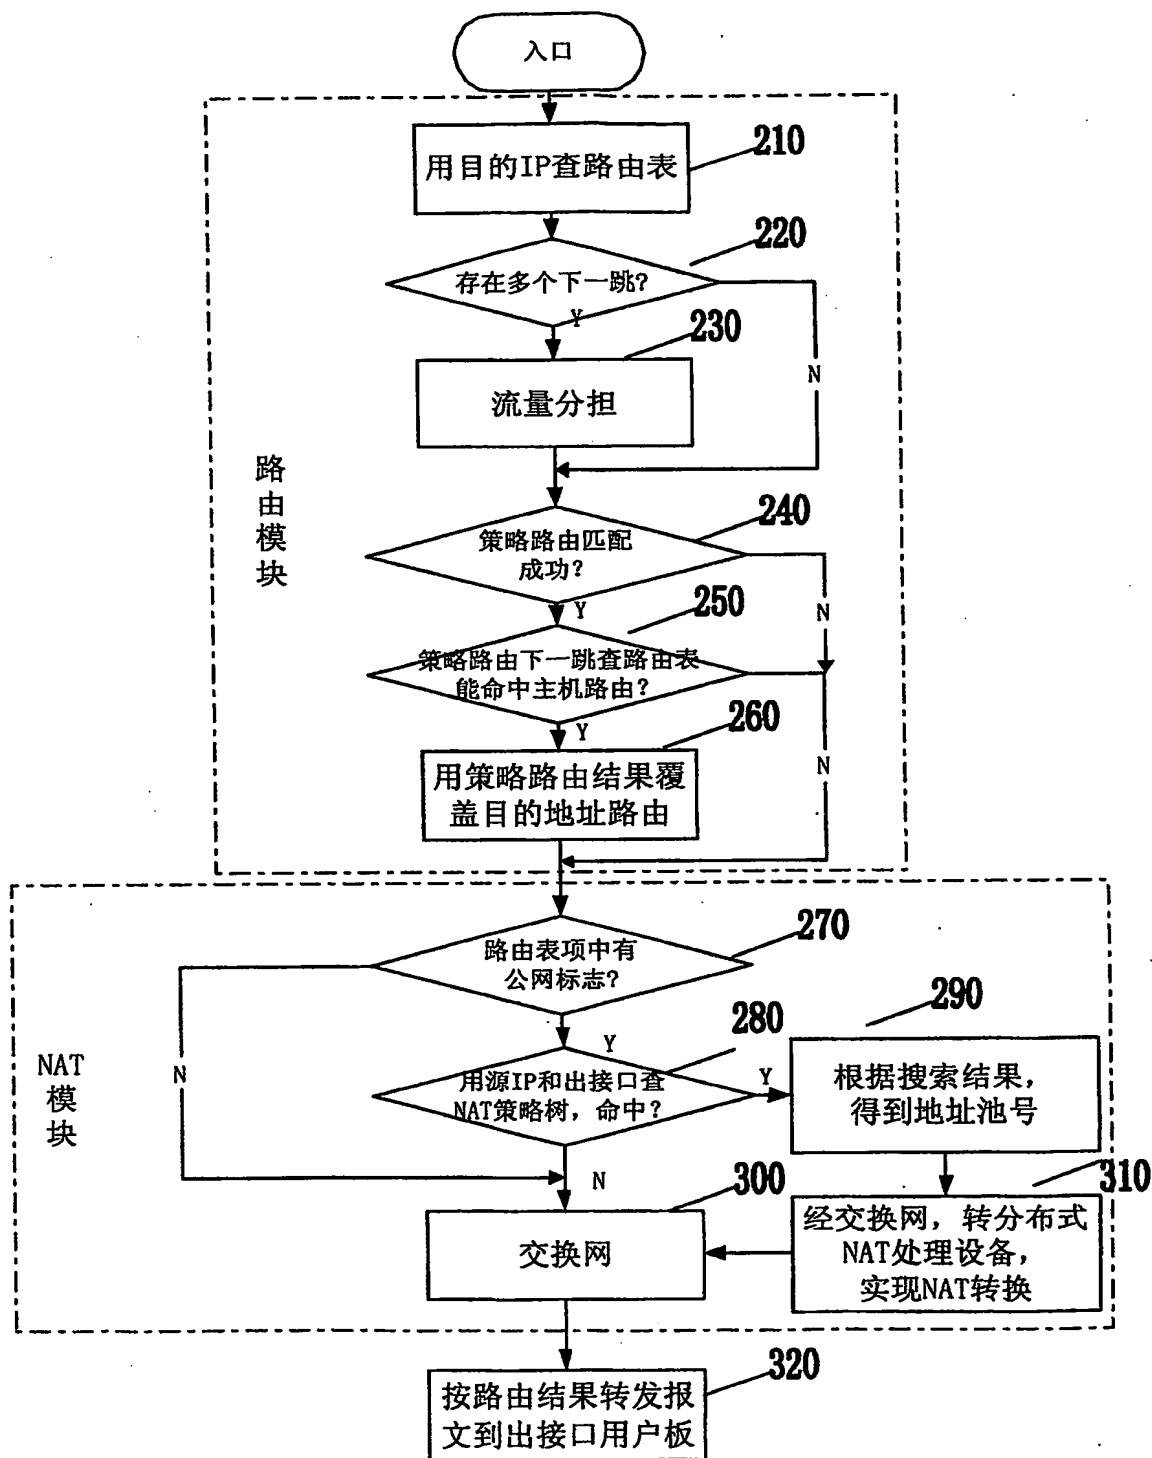 入口
用目的IP查路由表
210
存在多个下一跳?
220
Y
N
流量分担
230
路由模块
策略路由匹配
成功?
240
Y
N
策略路由下一跳查路由表
能命中主机路由?
250
Y
N
用策略路由结果覆
盖目的地址路由
260
路由表项中有
公网标志?
270
Y
N
NAT
模块
用源IP和出接口查
NAT策略树，命中?
280
Y
N
根据搜索结果，
得到地址池号
290
交换网
300
经交换网，转分布式
NAT处理设备，
实现NAT转换
310
按路由结果转发报
文到出接口用户板
320